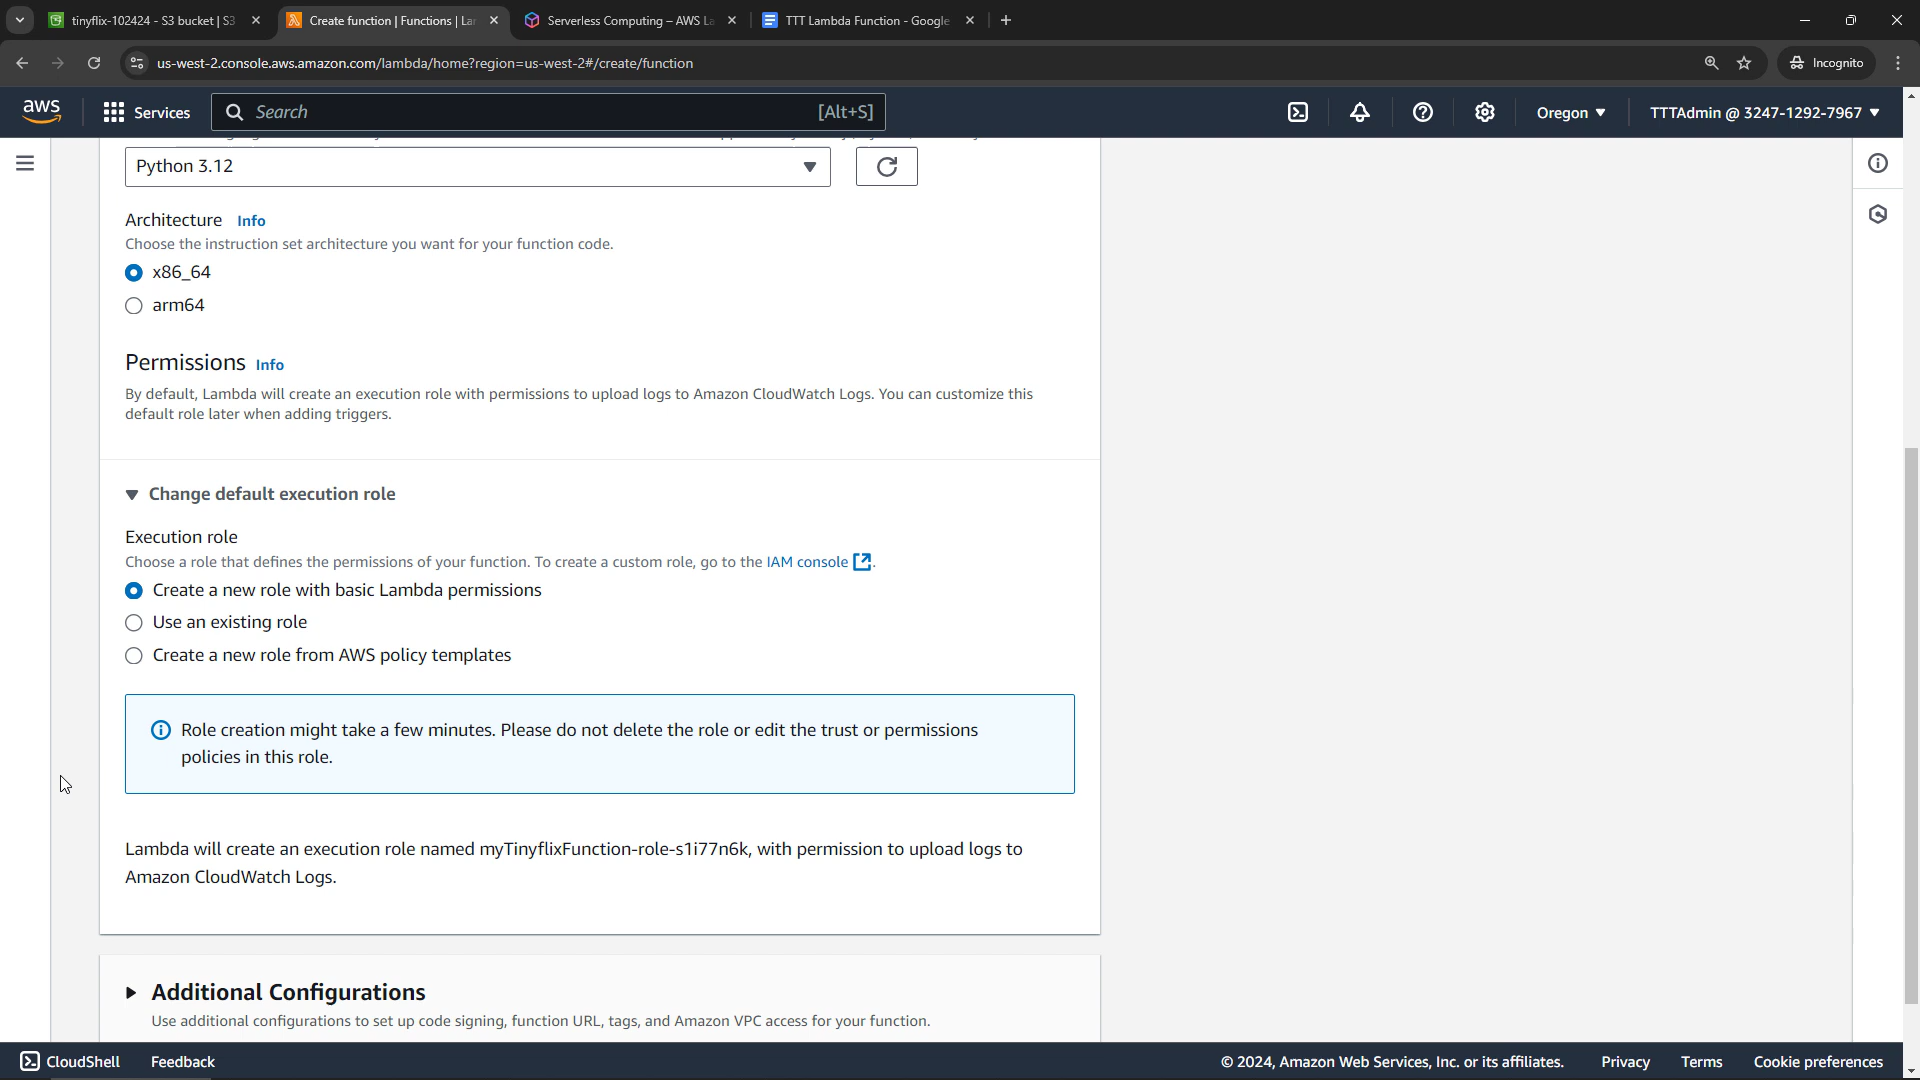 tinyflix-102424 - S3 bucket | S3
Create function | Functions | La
Serverless Computing – AWS La
TTT Lambda Function - Google
us-west-2.console.aws.amazon.com/lambda/home?region=us-west-2#/create/function
Incognito
aws
Services
Search
[Alt+S]
Oregon
TTTAdmin @ 3247-1292-7967
Python 3.12
Architecture Info
Choose the instruction set architecture you want for your function code.
x86_64
arm64
Permissions Info
By default, Lambda will create an execution role with permissions to upload logs to Amazon CloudWatch Logs. You can customize this
default role later when adding triggers.
Change default execution role
Execution role
Choose a role that defines the permissions of your function. To create a custom role, go to the IAM console.
Create a new role with basic Lambda permissions
Use an existing role
Create a new role from AWS policy templates
Role creation might take a few minutes. Please do not delete the role or edit the trust or permissions
policies in this role.
Lambda will create an execution role named myTinyflixFunction-role-s1i77n6k, with permission to upload logs to
Amazon CloudWatch Logs.
Additional Configurations
Use additional configurations to set up code signing, function URL, tags, and Amazon VPC access for your function.
CloudShell
Feedback
© 2024, Amazon Web Services, Inc. or its affiliates.
Privacy
Terms
Cookie preferences